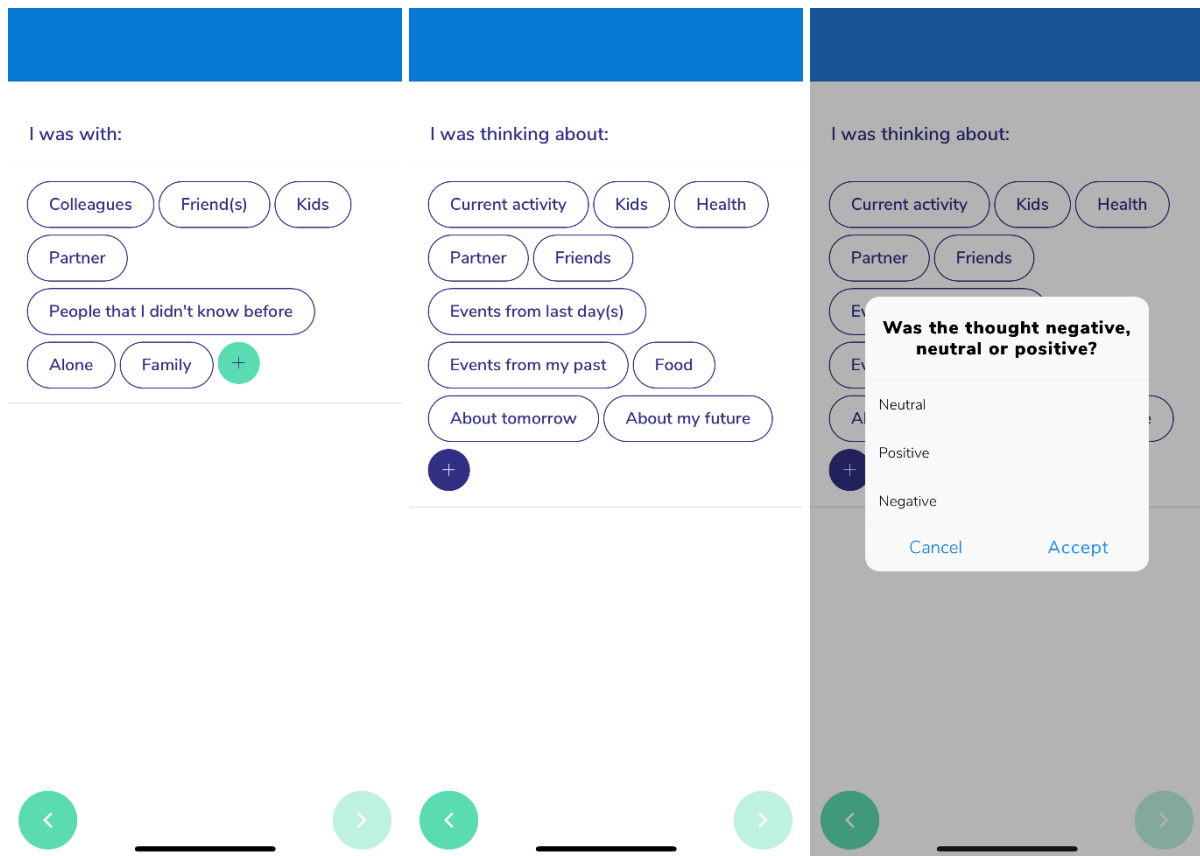 I was with:
Colleagues Friend(s) Kids
Partner
People that I didn't know before
Alone Family +
I was thinking about:
Current activity Kids Health
Partner Friends
Events from last day(s)
Events from my past Food
About tomorrow About my future
+
I was thinking about:
Current activity Kids Health
Partner Friends
Ev
Ev
Al e
+
Was the thought negative,
neutral or positive?
Neutral
Positive
Negative
Cancel Accept